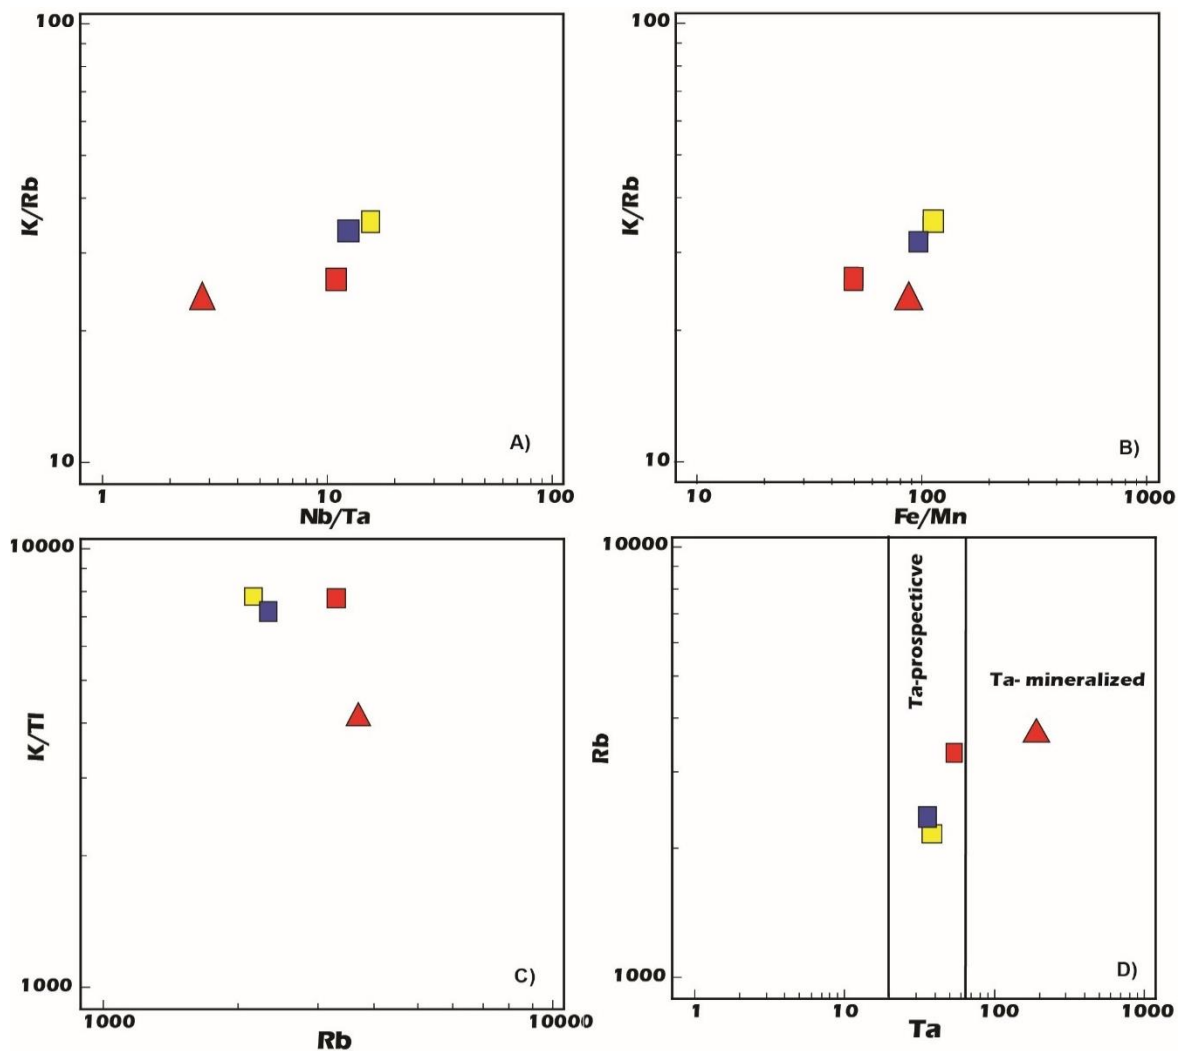 100
K/Rb
A)
10
1 10 100
Nb/Ta
100
K/Rb
B)
10
10 100 1000
Fe/Mn
10000
K/Tl
C)
1000
1000 10000
Rb
10000
Ta-prospecticve
Ta- mineralized
Rb
D)
1000
1 10 100 1000
Ta